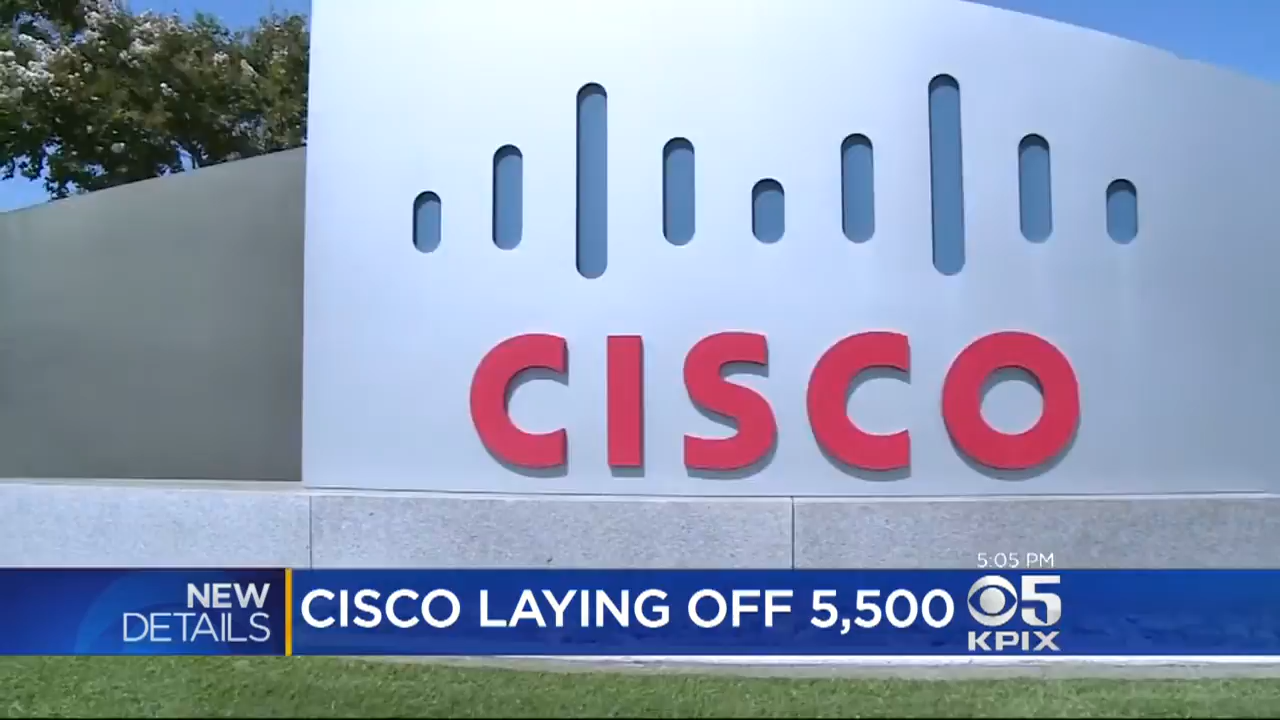 CISCO
5:05 PM
NEW
DETAILS
CISCO LAYING OFF 5,500
5
KPIX